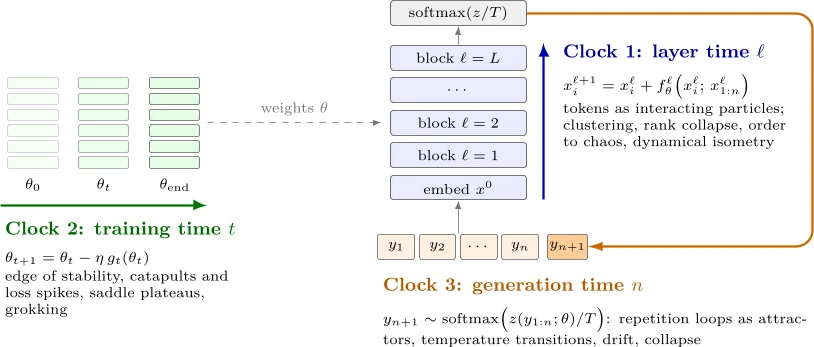 softmax(z/T)
block ℓ = L
· · ·
block ℓ = 2
block ℓ = 1
embed x⁰
weights θ
θ₀ θₜ θ_end
Clock 1: layer time ℓ
x_i^{ℓ+1} = x_i^ℓ + f_θ^ℓ(x_i^ℓ; x_{1:n}^ℓ)
tokens as interacting particles;
clustering, rank collapse, order
to chaos, dynamical isometry
Clock 2: training time t
θ_{t+1} = θ_t − η g_t(θ_t)
edge of stability, catapults and
loss spikes, saddle plateaus,
grokking
y₁ y₂ · · · yₙ y_{n+1}
Clock 3: generation time n
y_{n+1} ∼ softmax(z(y_{1:n}; θ)/T): repetition loops as attrac-
tors, temperature transitions, drift, collapse